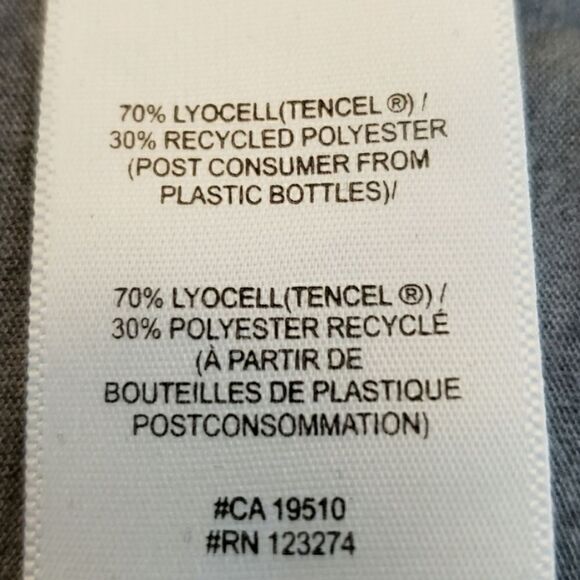 70% LYOCELL(TENCEL ®) /
30% RECYCLED POLYESTER
(POST CONSUMER FROM
PLASTIC BOTTLES)/
70% LYOCELL(TENCEL ®) /
30% POLYESTER RECYCLÉ
(À PARTIR DE
BOUTEILLES DE PLASTIQUE
POSTCONSOMMATION)
#CA 19510
#RN 123274